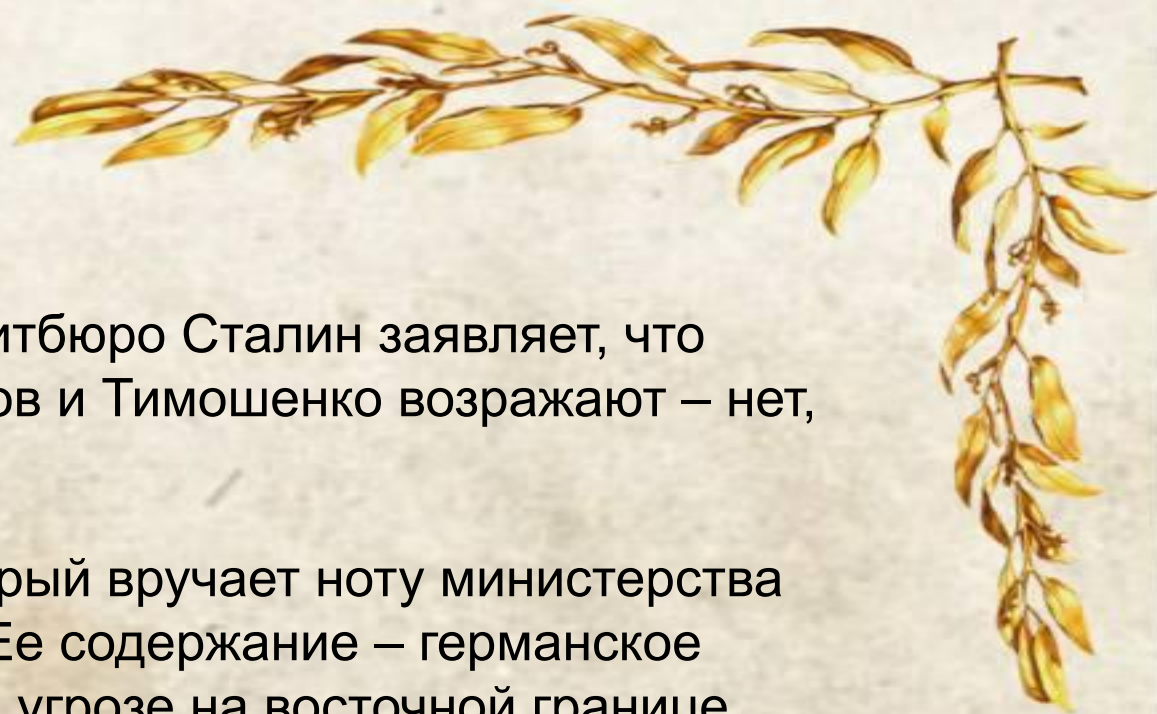 итбюро Сталин заявляет, что
ов и Тимошенко возражают – нет,
рый вручает ноту министерства
Ее содержание – германское
угрозе на восточной границе